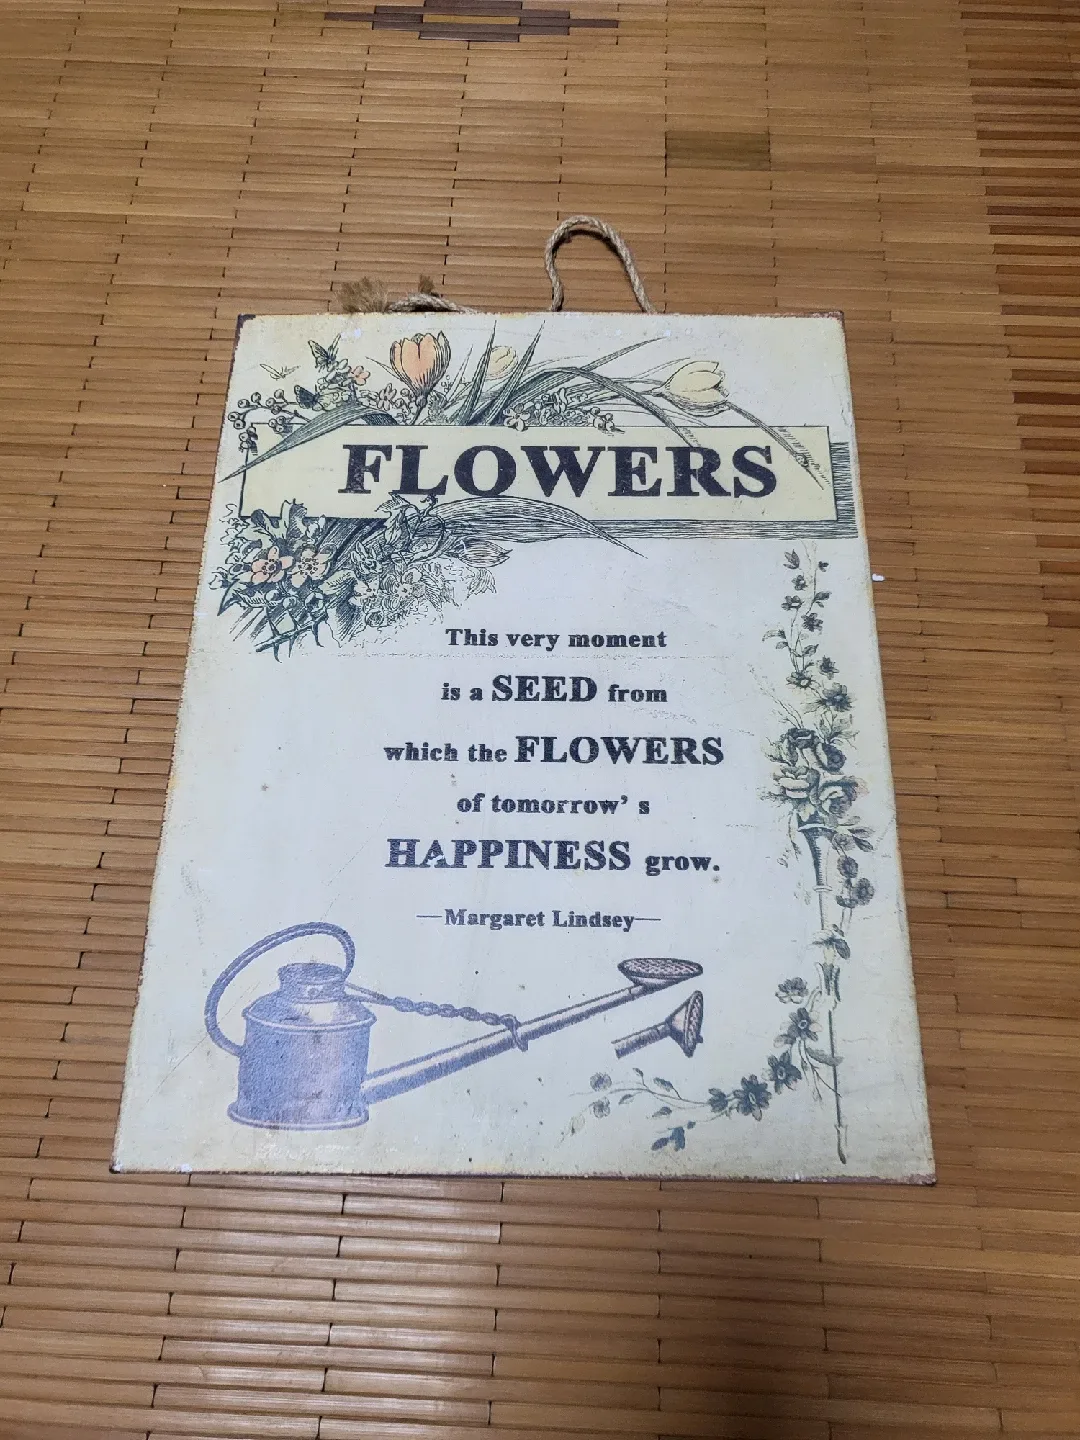 FLOWERS
This very moment
is a SEED from
which the FLOWERS
of tomorrow’ s
HAPPINESS grow.
—Margaret Lindsey—